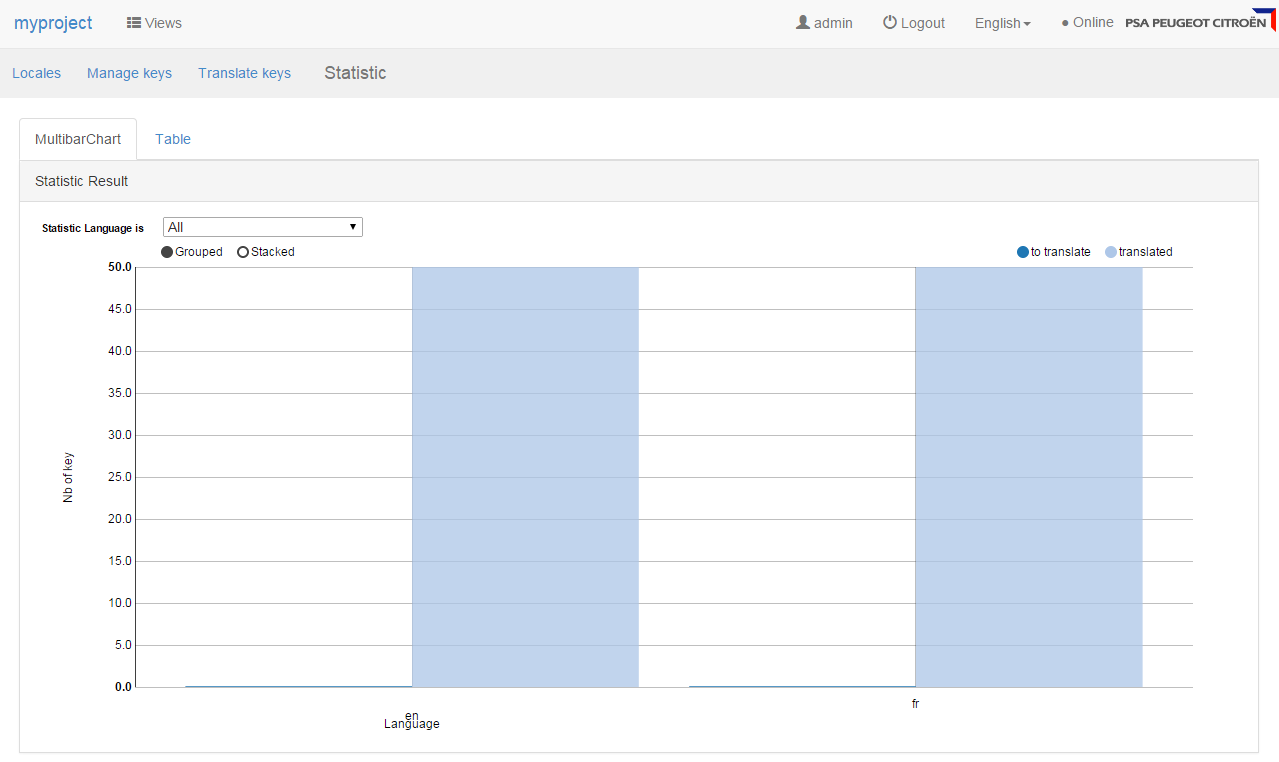 myproject Views admin Logout English ● Online PSA PEUGEOT CITROËN
Locales Manage keys Translate keys Statistic
MultibarChart Table
Statistic Result
Statistic Language is All
Grouped Stacked to translate translated
50.0
45.0
40.0
35.0
30.0
25.0
20.0
15.0
10.0
5.0
0.0
Nb of key
en fr
Language